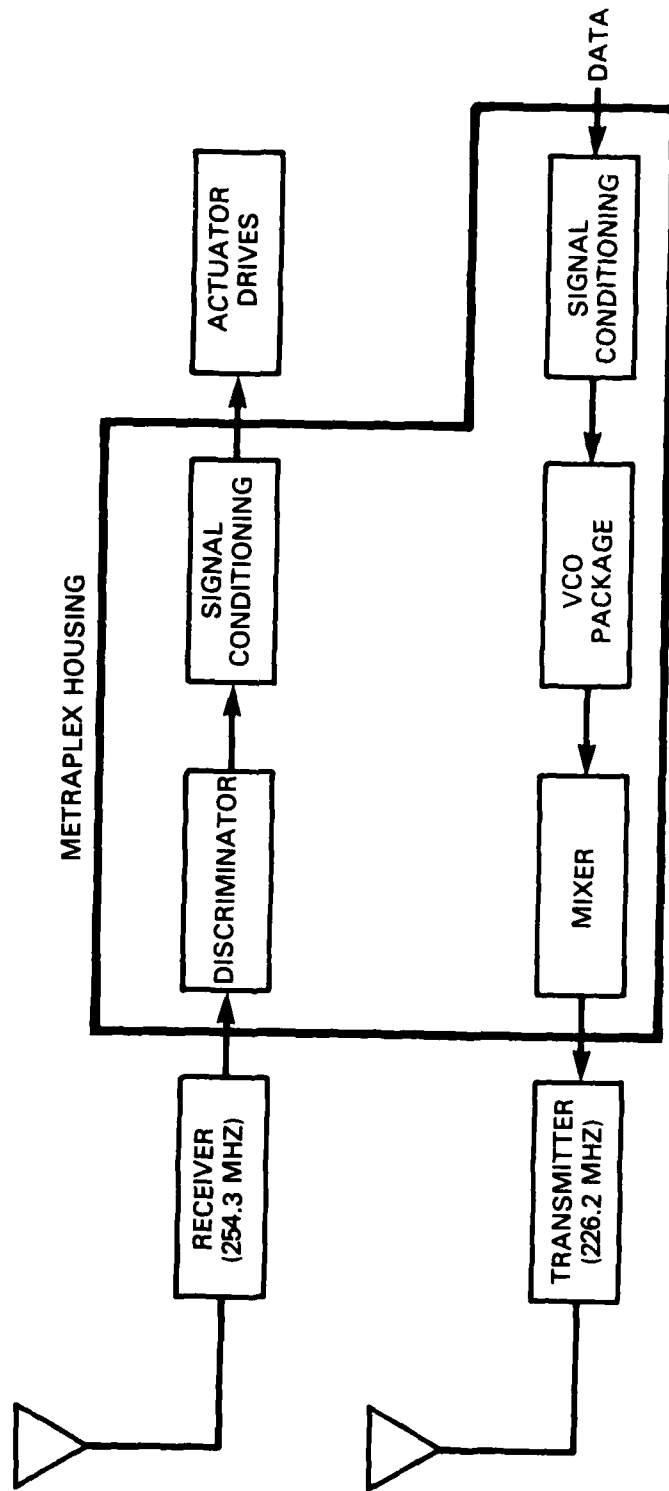 METRAPLEX HOUSING
RECEIVER
(254.3 MHZ)
DISCRIMINATOR
SIGNAL
CONDITIONING
ACTUATOR
DRIVES
TRANSMITTER
(226.2 MHZ)
MIXER
VCO
PACKAGE
SIGNAL
CONDITIONING
DATA